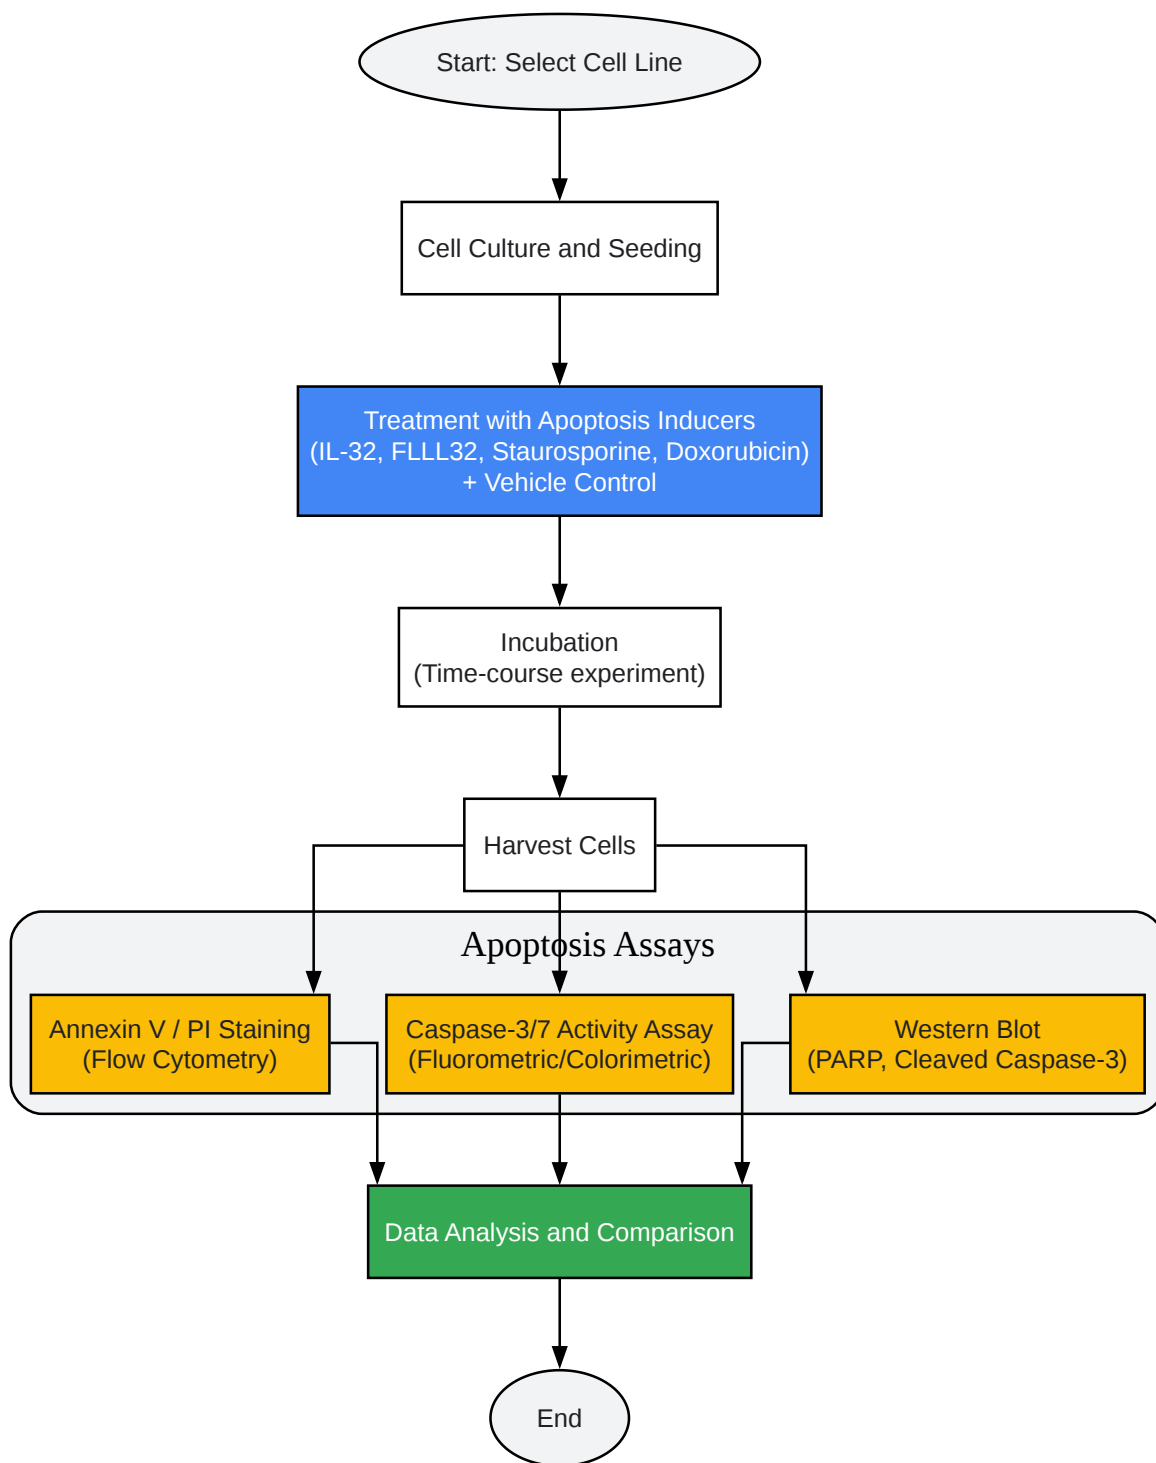 Start: Select Cell Line
Cell Culture and Seeding
Treatment with Apoptosis Inducers
(IL-32, FLLL32, Staurosporine, Doxorubicin)
+ Vehicle Control
Incubation
(Time-course experiment)
Harvest Cells
Apoptosis Assays
Annexin V / PI Staining
(Flow Cytometry)
Caspase-3/7 Activity Assay
(Fluorometric/Colorimetric)
Western Blot
(PARP, Cleaved Caspase-3)
Data Analysis and Comparison
End